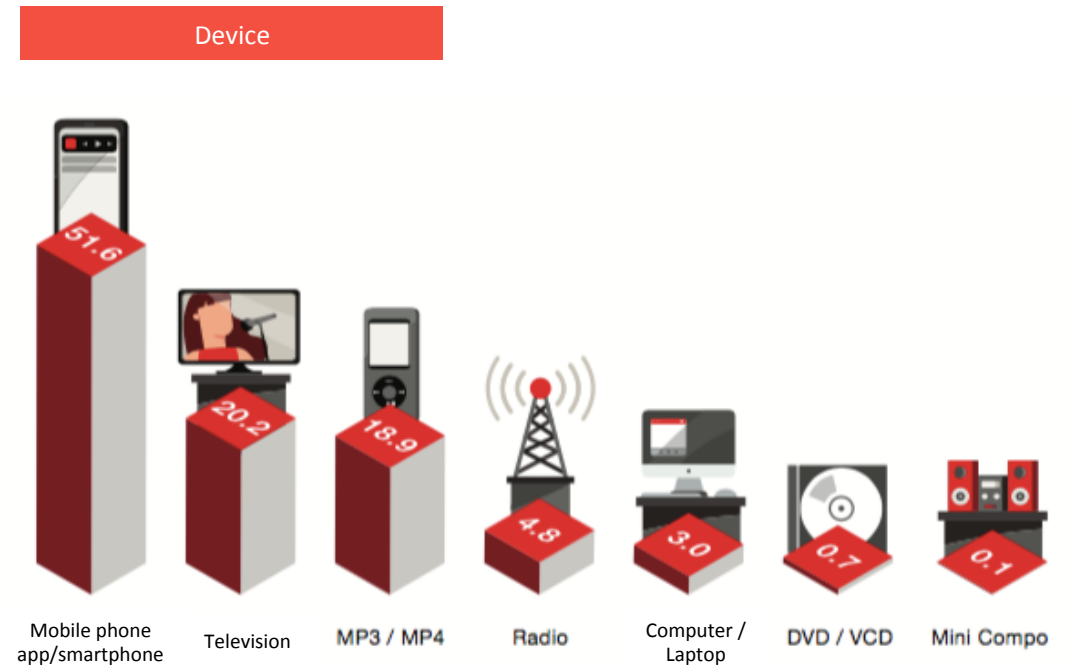 Device
51.6
20.2
18.9
4.8
3.0
0.7
0.1
Mobile phone
app/smartphone
Television
MP3 / MP4
Radio
Computer /
Laptop
DVD / VCD
Mini Compo